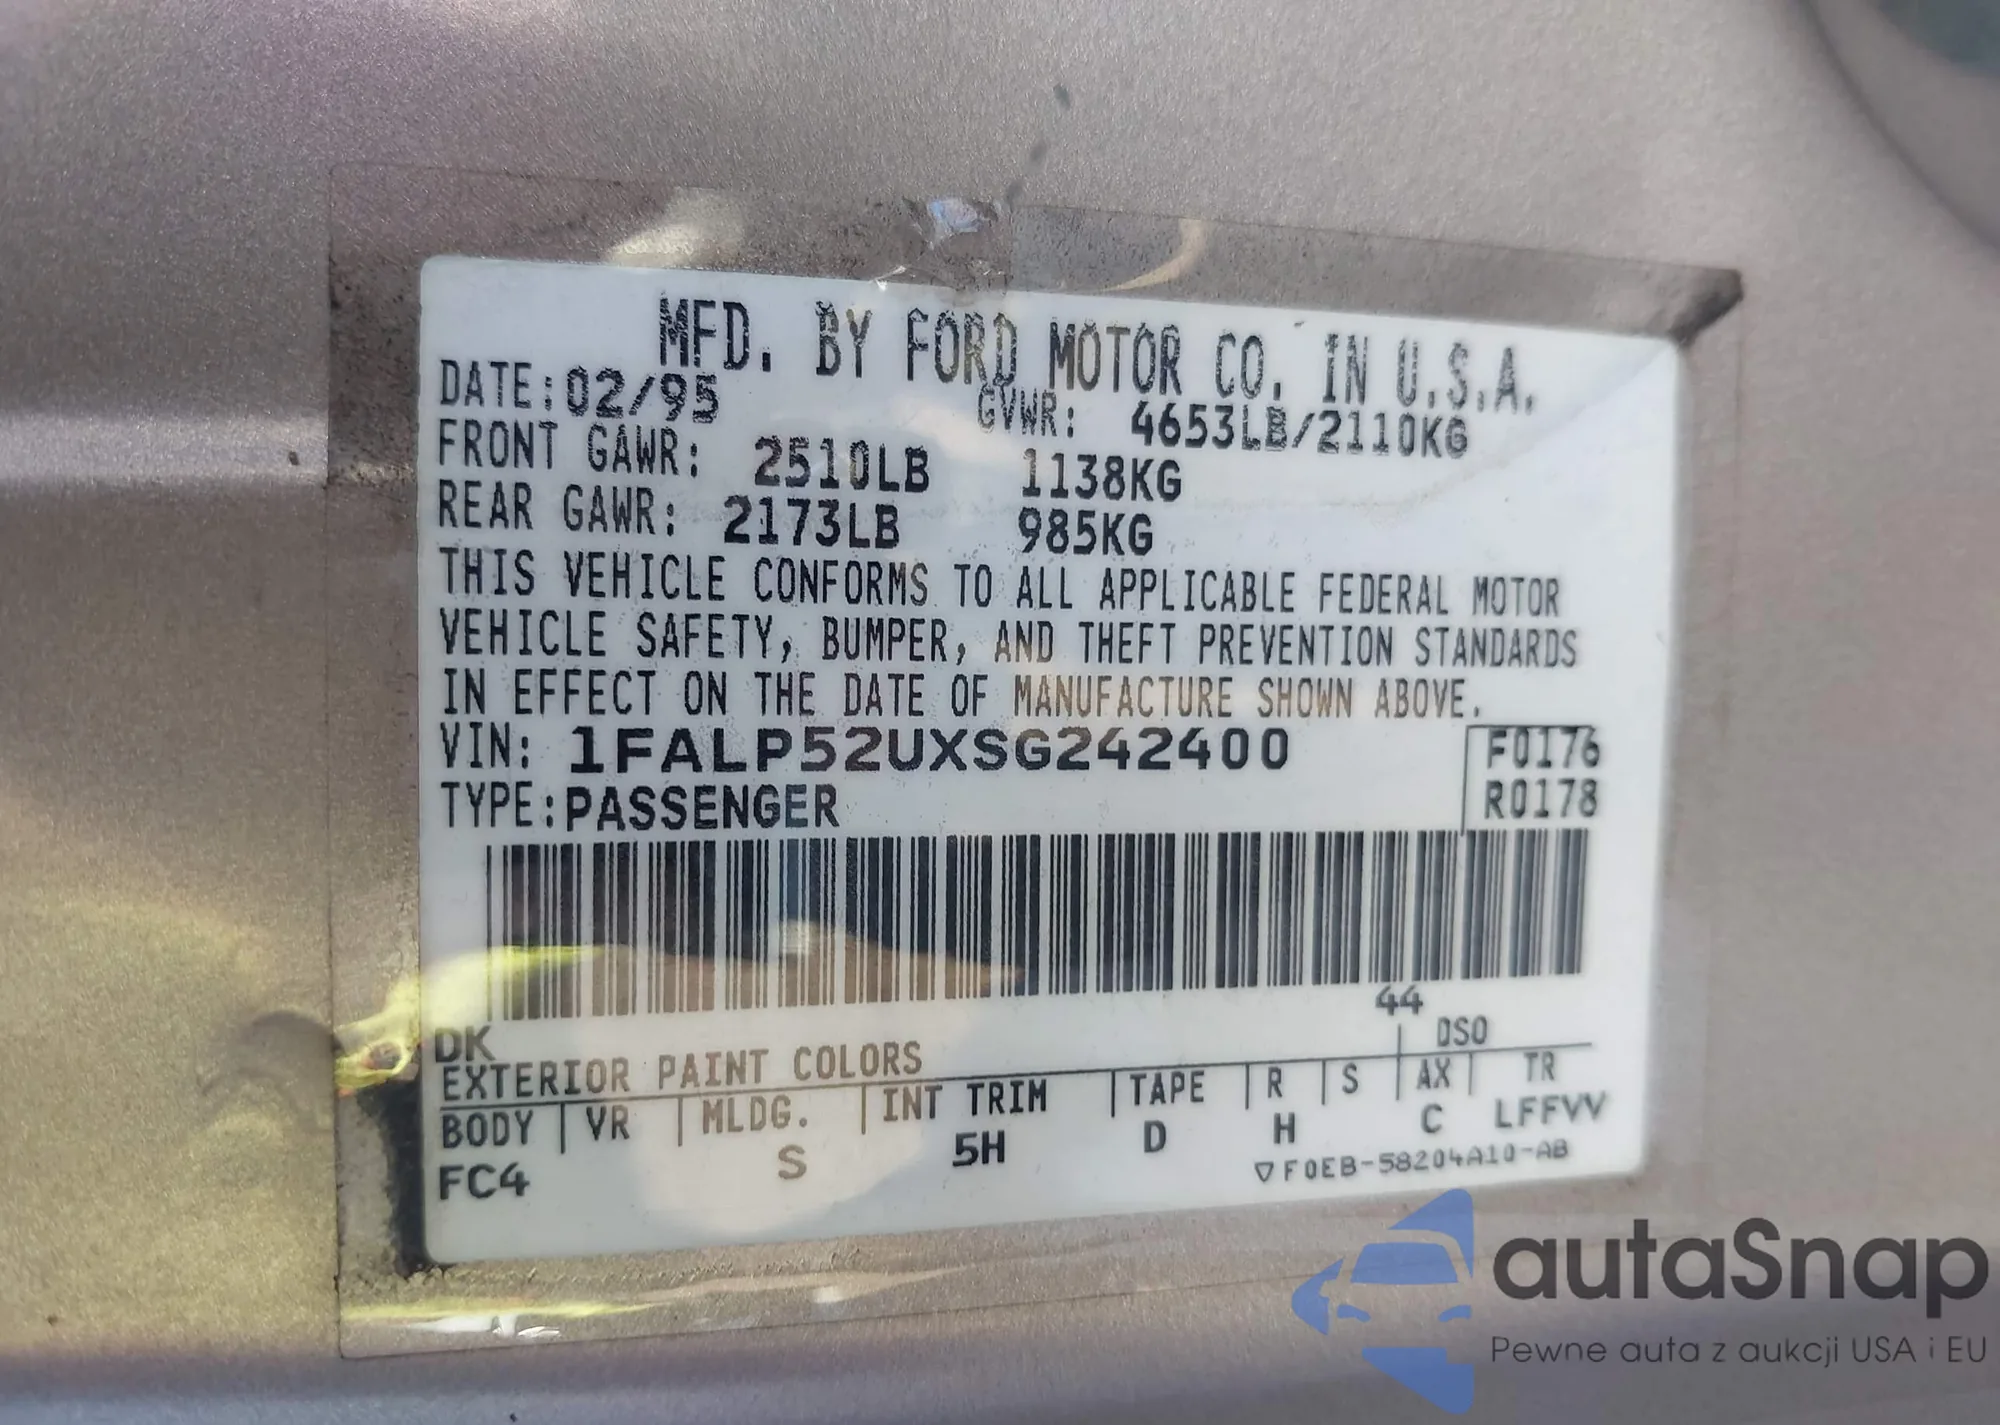 MFD. BY FORD MOTOR CO. IN U.S.A.
DATE: 02/95 GVWR: 4653LB/2110KG
FRONT GAWR: 2510LB 1138KG
REAR GAWR: 2173LB 985KG
THIS VEHICLE CONFORMS TO ALL APPLICABLE FEDERAL MOTOR
VEHICLE SAFETY, BUMPER, AND THEFT PREVENTION STANDARDS
IN EFFECT ON THE DATE OF MANUFACTURE SHOWN ABOVE.
VIN: 1FALP52UXSG242400 F0176
TYPE: PASSENGER R0178
44
DK DSO
EXTERIOR PAINT COLORS
BODY VR MLDG. INT TRIM TAPE R S AX TR
FC4 S 5H D H C LFFVV
▽F0EB-58204A10-AB
autaSnap
Pewne auta z aukcji USA i EU